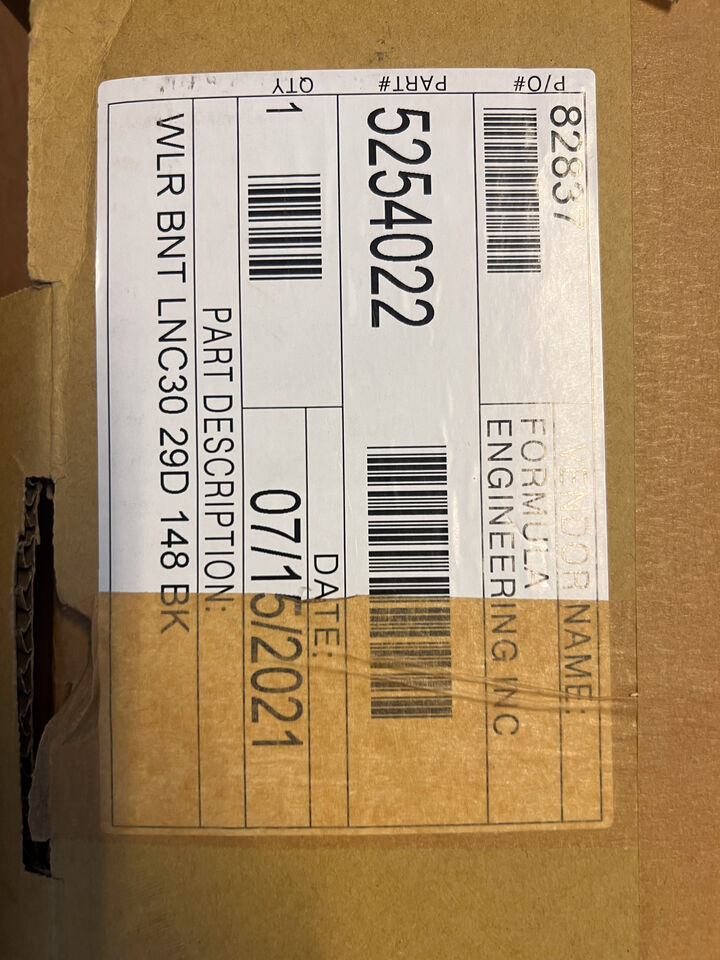 P/O#
82837
VENDOR NAME:
FORMULA
ENGINEERING INC
PART#
5254022
QTY
1
DATE:
07/15/2021
PART DESCRIPTION:
WLR BNT LNC30 29D 148 BK